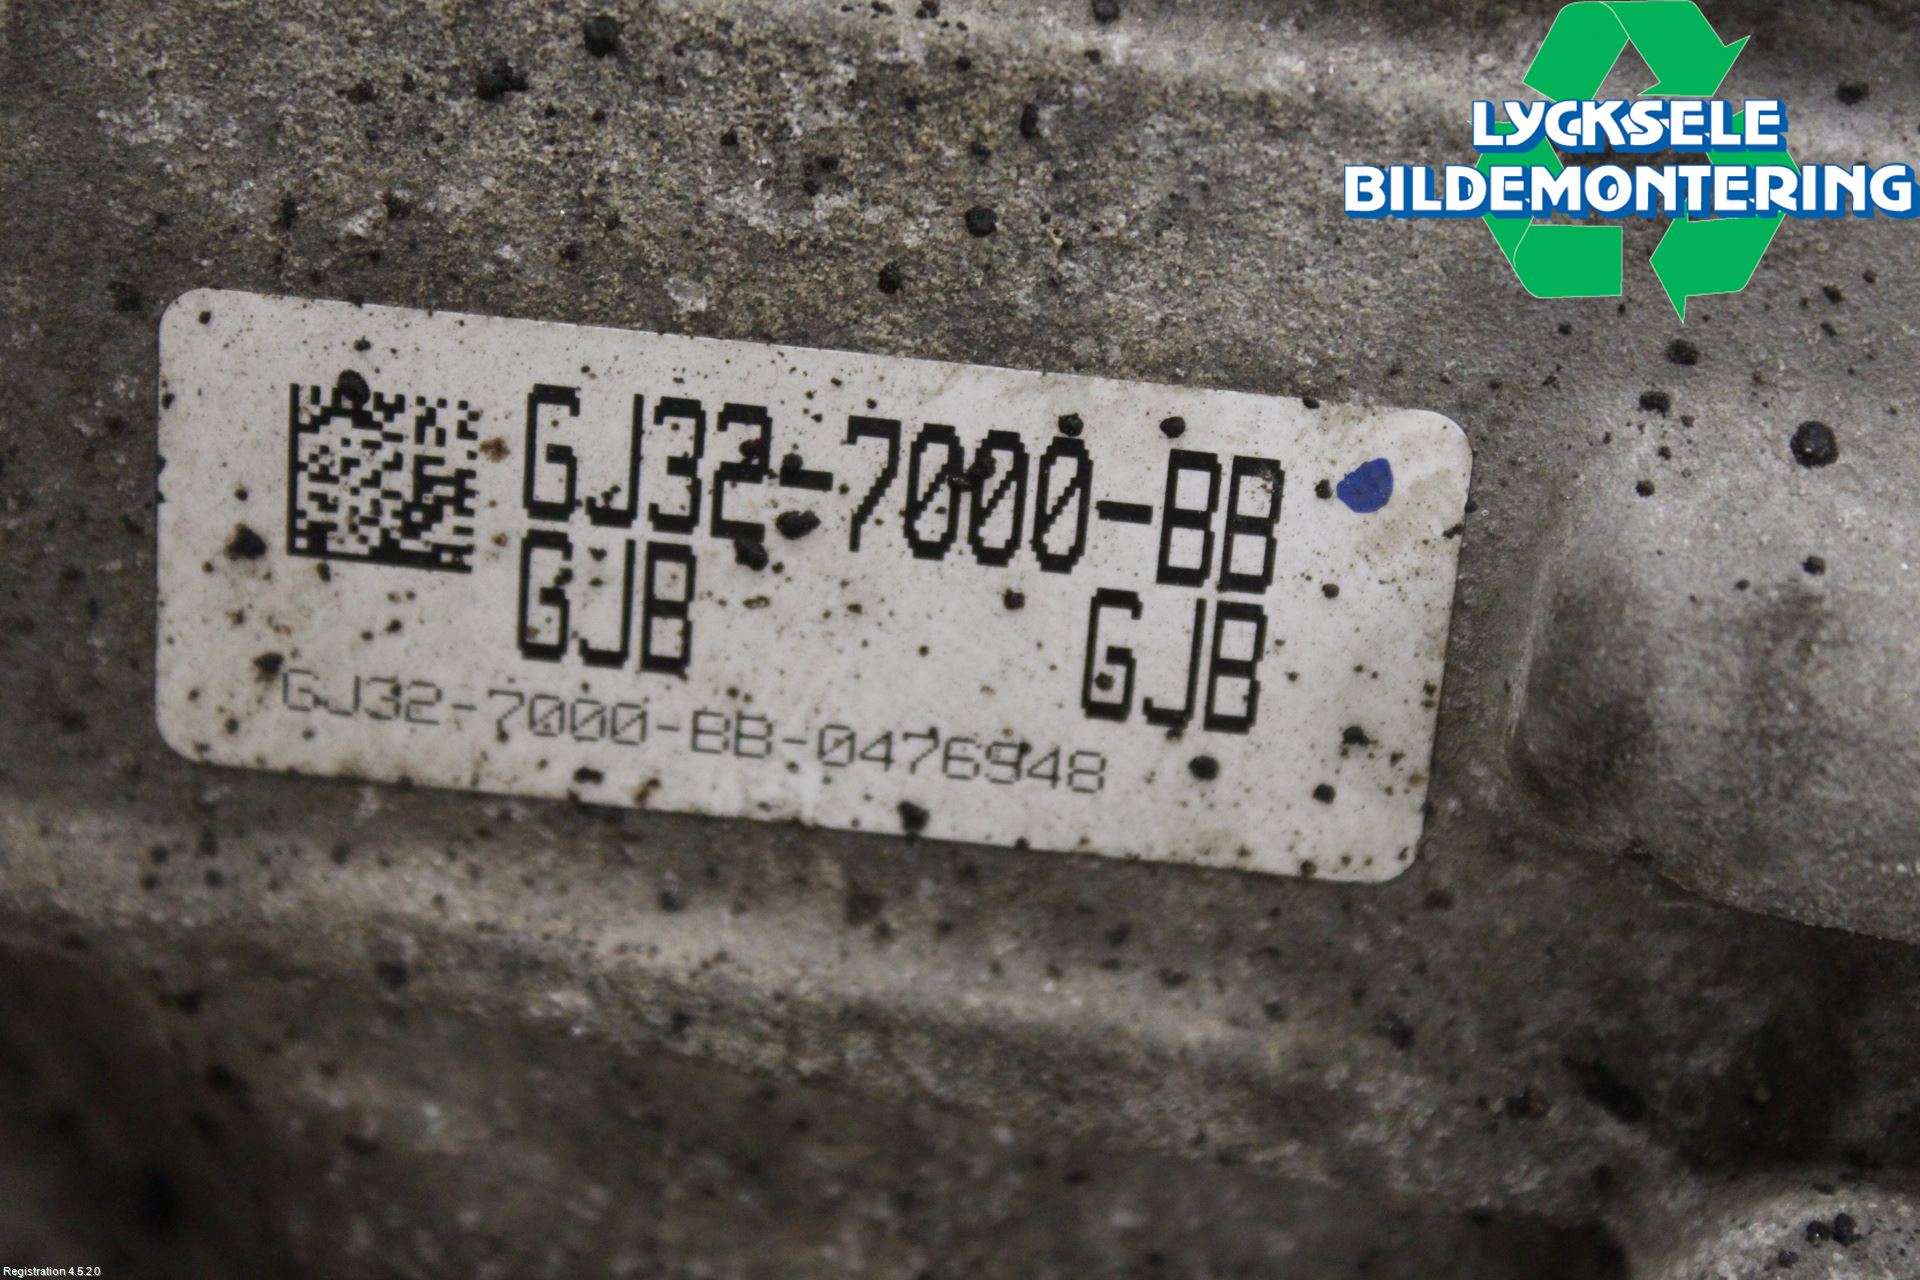 LYCKSELE
BILDEMONTERING
GJ32-7000-BB
GJB GJB
GJ32-7000-BB-0476948
Registration 4.5.2.0